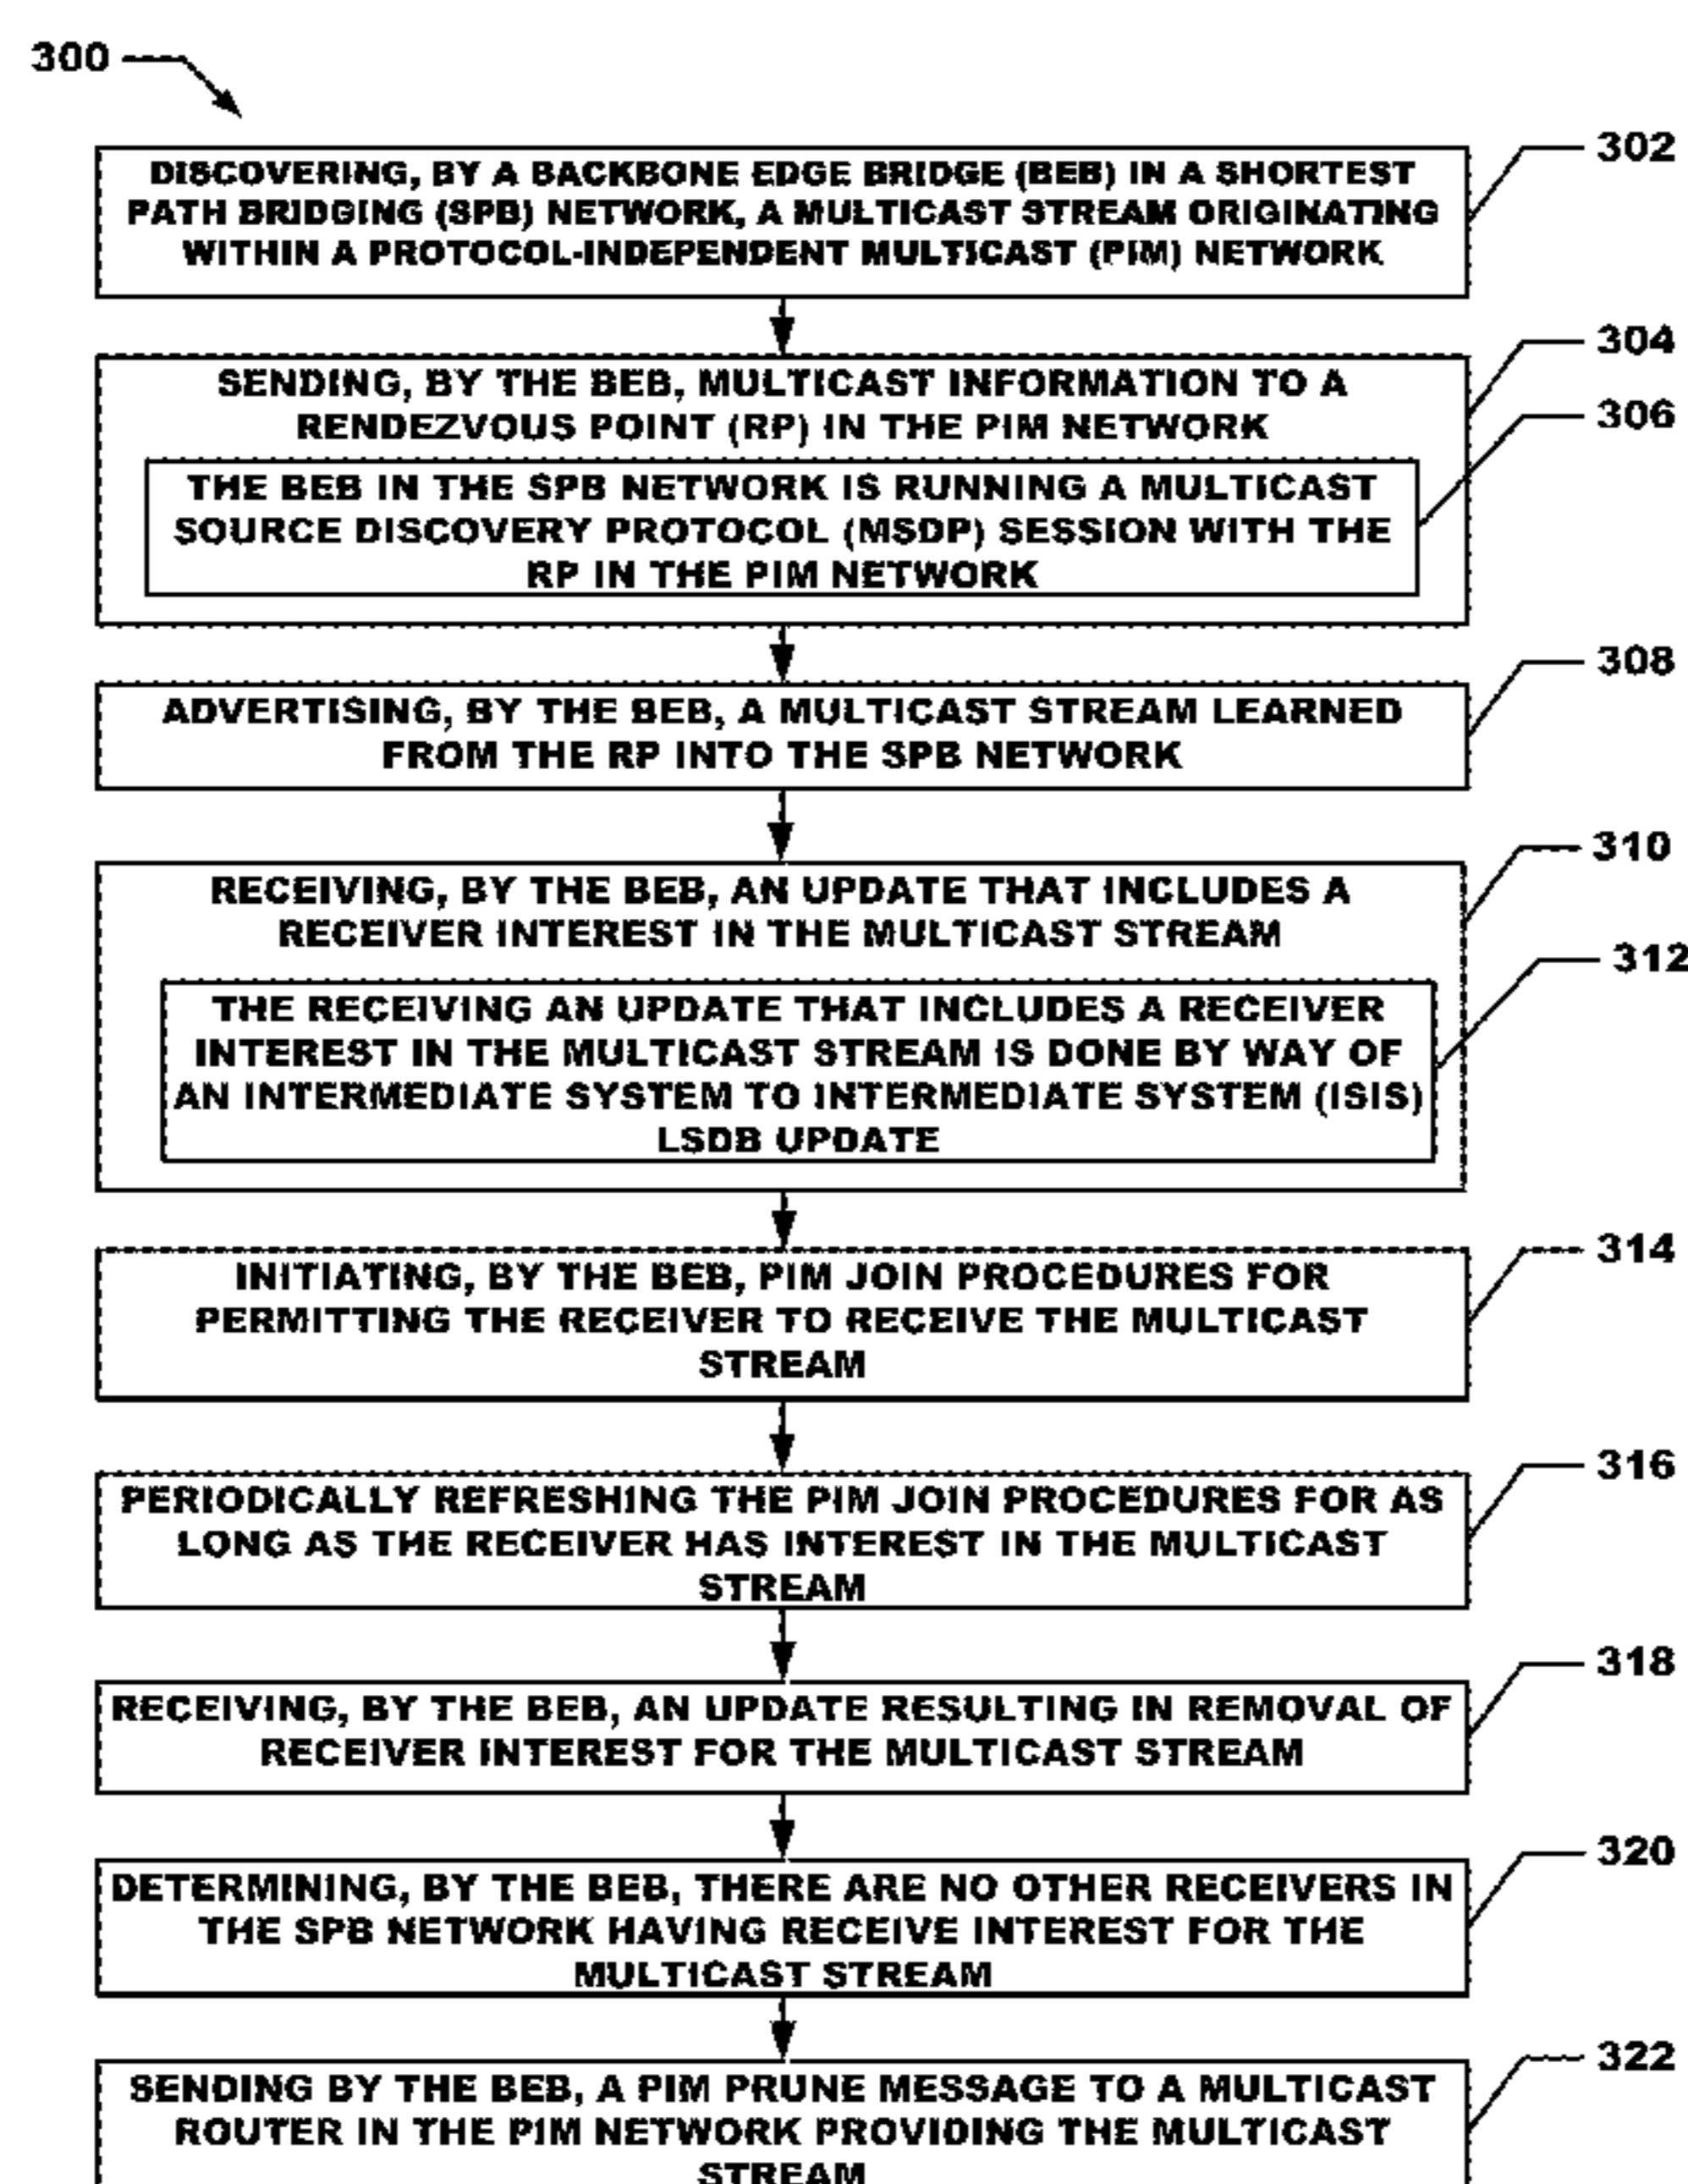 300
302
DISCOVERING, BY A BACKBONE EDGE BRIDGE (BEB) IN A SHORTEST
PATH BRIDGING (SPB) NETWORK, A MULTICAST STREAM ORIGINATING
WITHIN A PROTOCOL-INDEPENDENT MULTICAST (PIM) NETWORK
304
SENDING, BY THE BEB, MULTICAST INFORMATION TO A
RENDEZVOUS POINT (RP) IN THE PIM NETWORK
306
THE BEB IN THE SPB NETWORK IS RUNNING A MULTICAST
SOURCE DISCOVERY PROTOCOL (MSDP) SESSION WITH THE
RP IN THE PIM NETWORK
308
ADVERTISING, BY THE BEB, A MULTICAST STREAM LEARNED
FROM THE RP INTO THE SPB NETWORK
310
RECEIVING, BY THE BEB, AN UPDATE THAT INCLUDES A
RECEIVER INTEREST IN THE MULTICAST STREAM
312
THE RECEIVING AN UPDATE THAT INCLUDES A RECEIVER
INTEREST IN THE MULTICAST STREAM IS DONE BY WAY OF
AN INTERMEDIATE SYSTEM TO INTERMEDIATE SYSTEM (ISIS)
LSDB UPDATE
314
INITIATING, BY THE BEB, PIM JOIN PROCEDURES FOR
PERMITTING THE RECEIVER TO RECEIVE THE MULTICAST
STREAM
316
PERIODICALLY REFRESHING THE PIM JOIN PROCEDURES FOR AS
LONG AS THE RECEIVER HAS INTEREST IN THE MULTICAST
STREAM
318
RECEIVING, BY THE BEB, AN UPDATE RESULTING IN REMOVAL OF
RECEIVER INTEREST FOR THE MULTICAST STREAM
320
DETERMINING, BY THE BEB, THERE ARE NO OTHER RECEIVERS IN
THE SPB NETWORK HAVING RECEIVE INTEREST FOR THE
MULTICAST STREAM
322
SENDING BY THE BEB, A PIM PRUNE MESSAGE TO A MULTICAST
ROUTER IN THE PIM NETWORK PROVIDING THE MULTICAST
STREAM